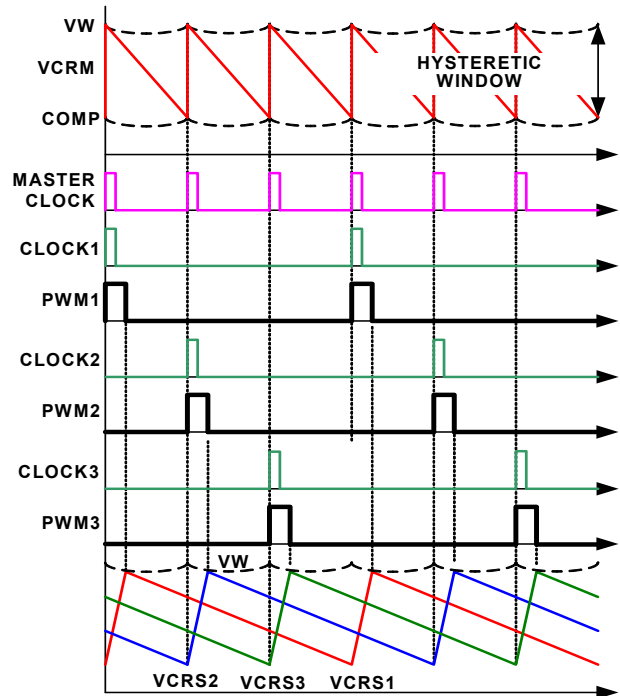 VW
VCRM
HYSTERETIC
WINDOW
COMP
MASTER
CLOCK
CLOCK1
PWM1
CLOCK2
PWM2
CLOCK3
PWM3
VW
VCRS2 VCRS3 VCRS1